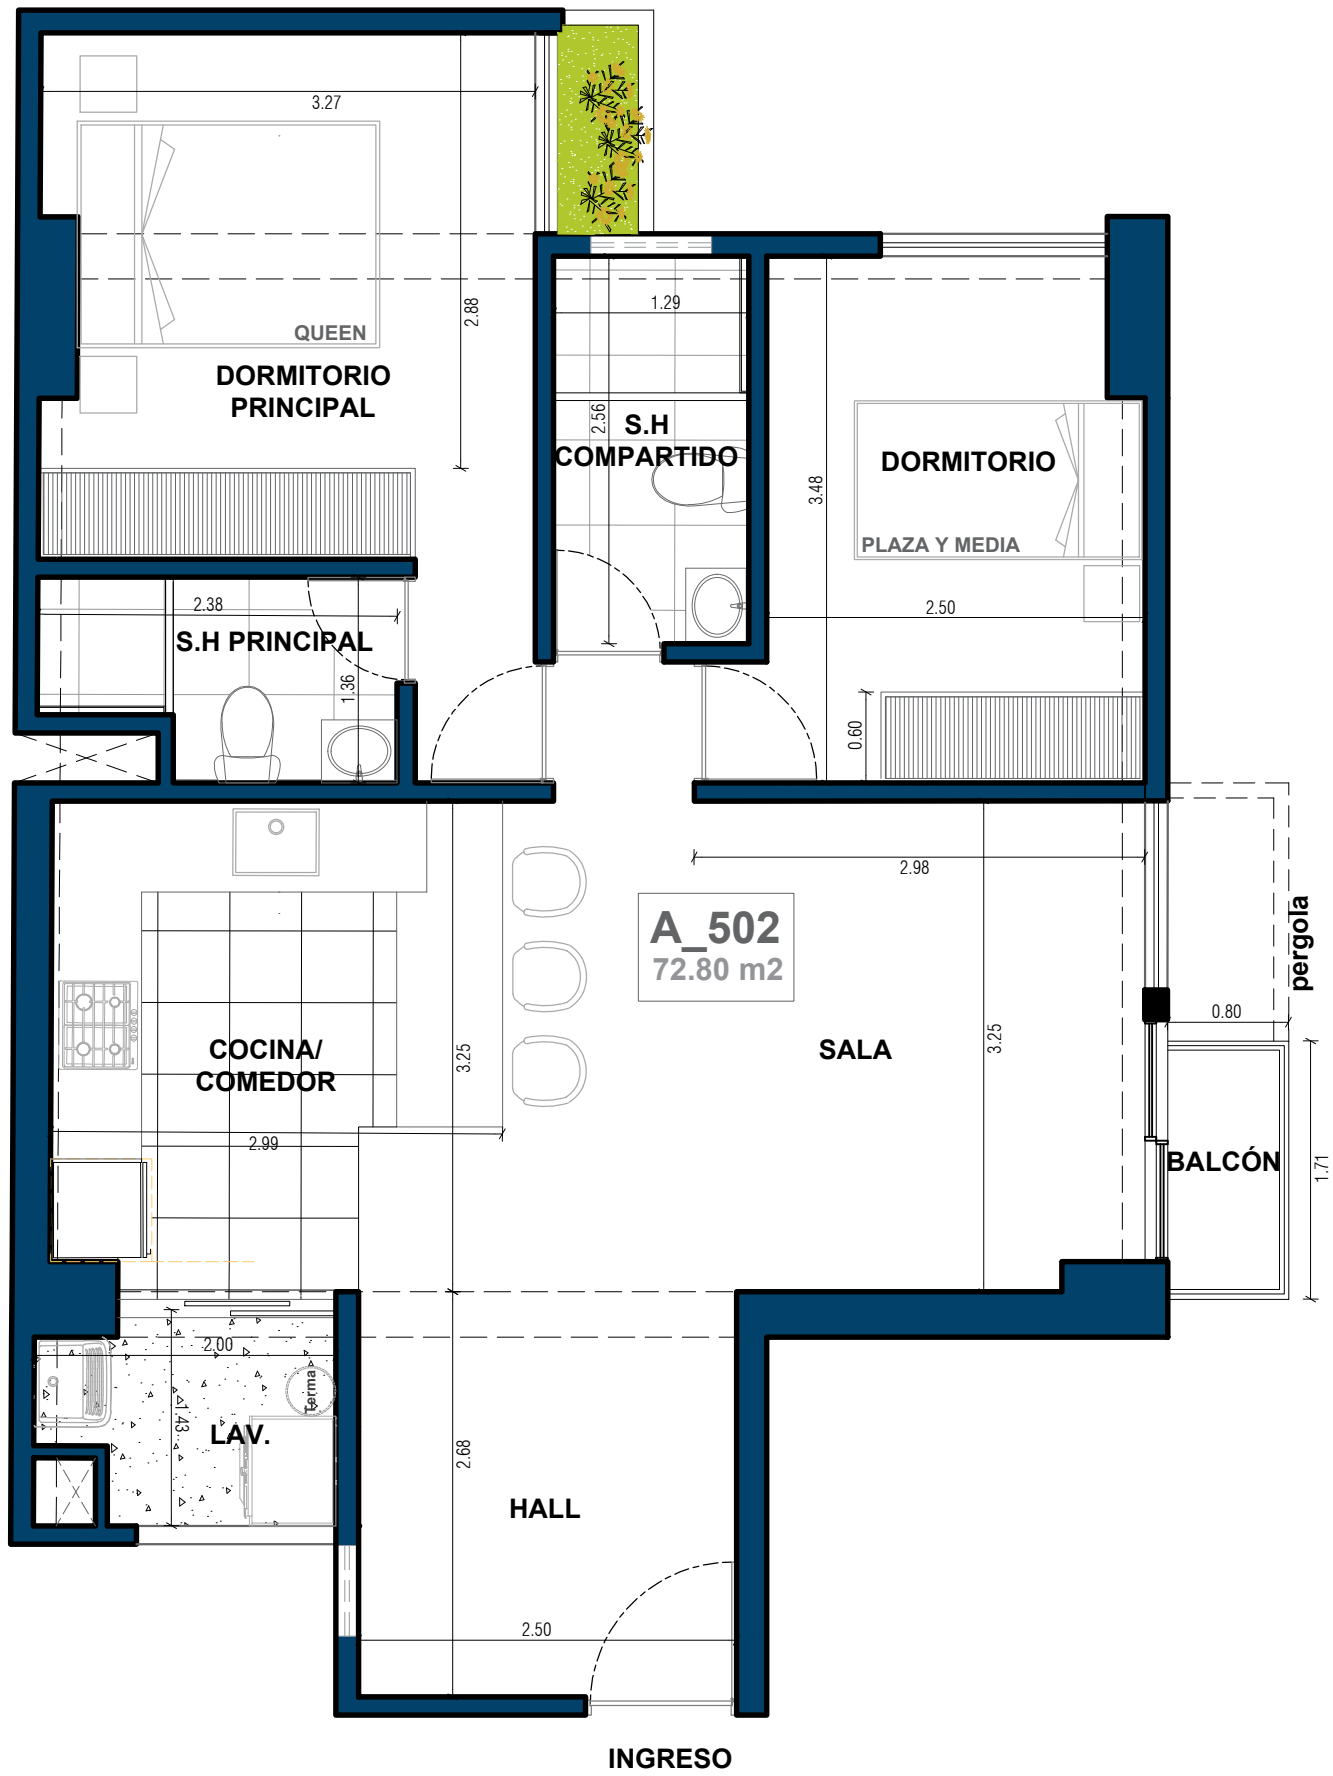 3.27
2.88
QUEEN
DORMITORIO
PRINCIPAL
1.29
2.56
S.H
COMPARTIDO
DORMITORIO
3.48
PLAZA Y MEDIA
2.50
2.38
S.H PRINCIPAL
1.36
0.60
2.98
A_502
72.80 m2
pergola
0.80
COCINA/
COMEDOR
3.25
SALA
3.25
2.99
BALCÓN
1.71
2.00
Terma
1.43
LAV.
2.68
HALL
2.50
INGRESO